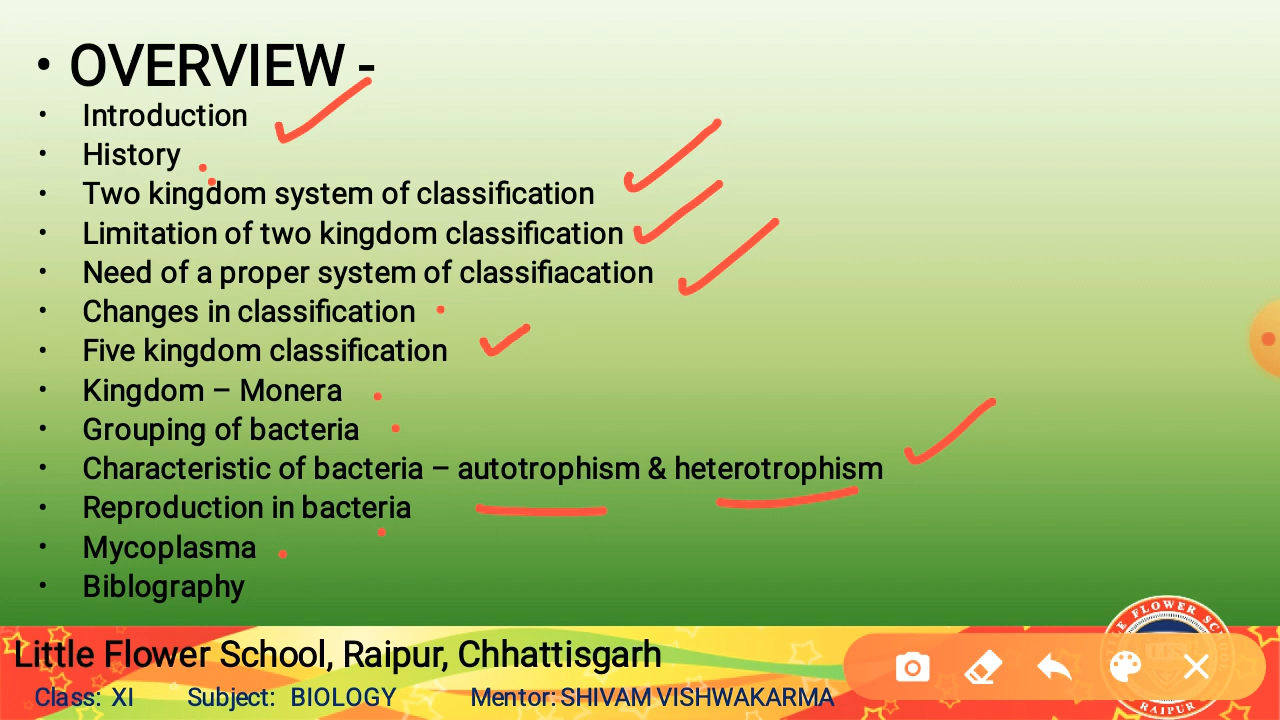 • OVERVIEW -
• Introduction
• History
• Two kingdom system of classification
• Limitation of two kingdom classification
• Need of a proper system of classifiacation
• Changes in classification
• Five kingdom classification
• Kingdom – Monera
• Grouping of bacteria
• Characteristic of bacteria – autotrophism & heterotrophism
• Reproduction in bacteria
• Mycoplasma
• Biblography
Little Flower School, Raipur, Chhattisgarh
Class: XI Subject: BIOLOGY Mentor: SHIVAM VISHWAKARMA
FLOWER
RAIPUR